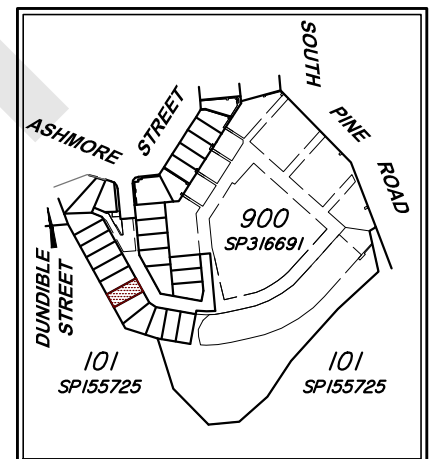 SOUTH
PINE
ROAD
ASHMORE
STREET
900
SP316691
DUNDIBLE
STREET
101
SP155725
101
SP155725